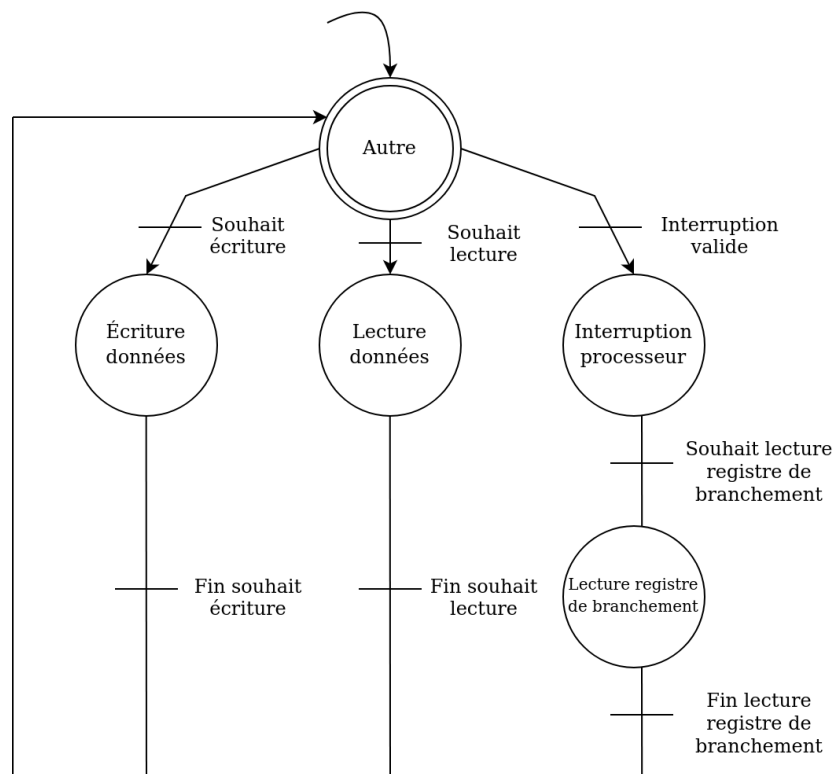 Autre
Souhait
écriture
Souhait
lecture
Interruption
valide
Écriture
données
Lecture
données
Interruption
processeur
Souhait lecture
registre de
branchement
Fin souhait
écriture
Fin souhait
lecture
Lecture registre
de branchement
Fin lecture
registre de
branchement